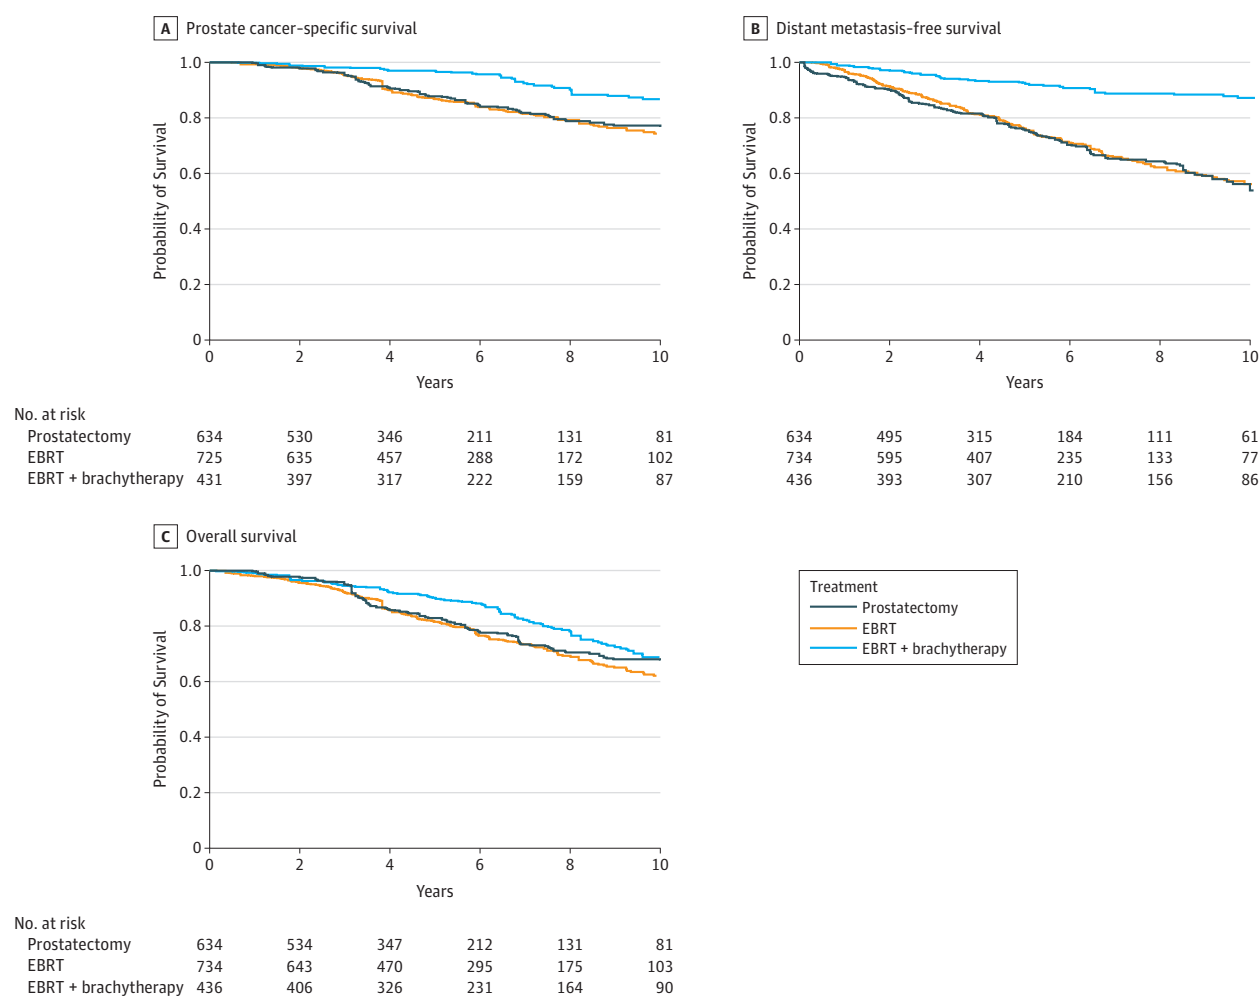 A Prostate cancer–specific survival
1.0
0.8
0.6
0.4
0.2
0
Probability of Survival
0 2 4 6 8 10
Years
No. at risk
Prostatectomy 634 530 346 211 131 81
EBRT 725 635 457 288 172 102
EBRT + brachytherapy 431 397 317 222 159 87
B Distant metastasis–free survival
1.0
0.8
0.6
0.4
0.2
0
Probability of Survival
0 2 4 6 8 10
Years
634 495 315 184 111 61
734 595 407 235 133 77
436 393 307 210 156 86
C Overall survival
1.0
0.8
0.6
0.4
0.2
0
Probability of Survival
0 2 4 6 8 10
Years
No. at risk
Prostatectomy 634 534 347 212 131 81
EBRT 734 643 470 295 175 103
EBRT + brachytherapy 436 406 326 231 164 90
Treatment
Prostatectomy
EBRT
EBRT + brachytherapy